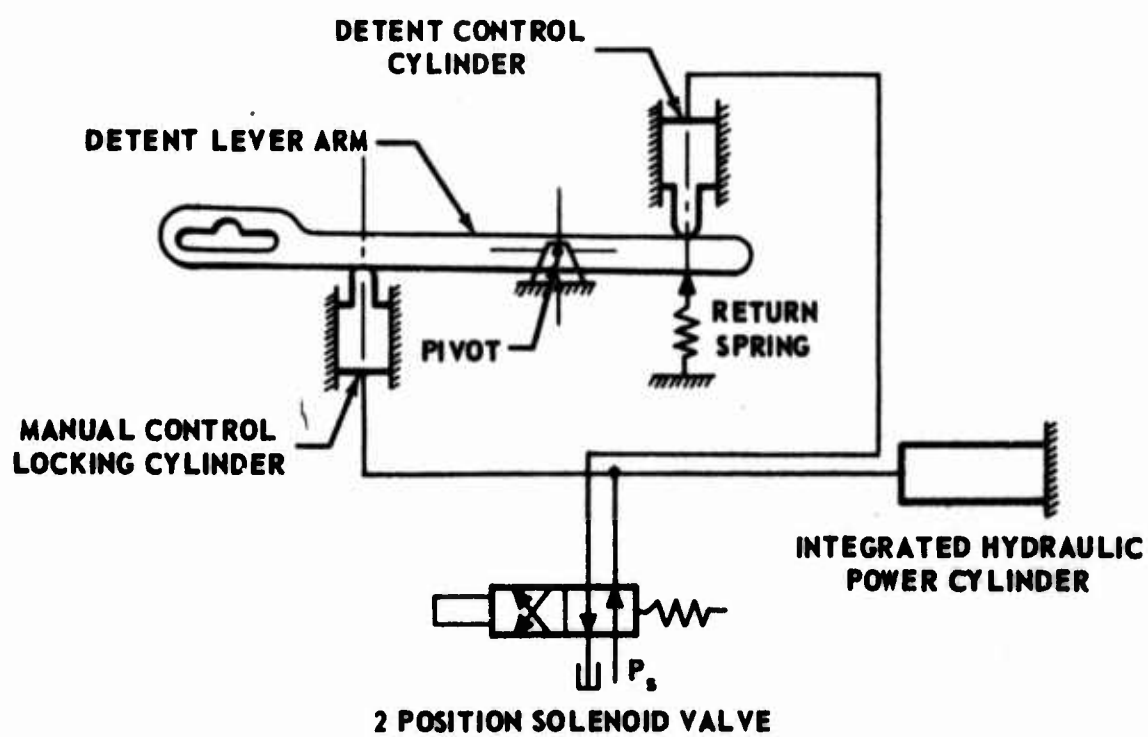 DETENT CONTROL
CYLINDER
DETENT LEVER ARM
PIVOT
RETURN
SPRING
MANUAL CONTROL
LOCKING CYLINDER
INTEGRATED HYDRAULIC
POWER CYLINDER
Ps
2 POSITION SOLENOID VALVE